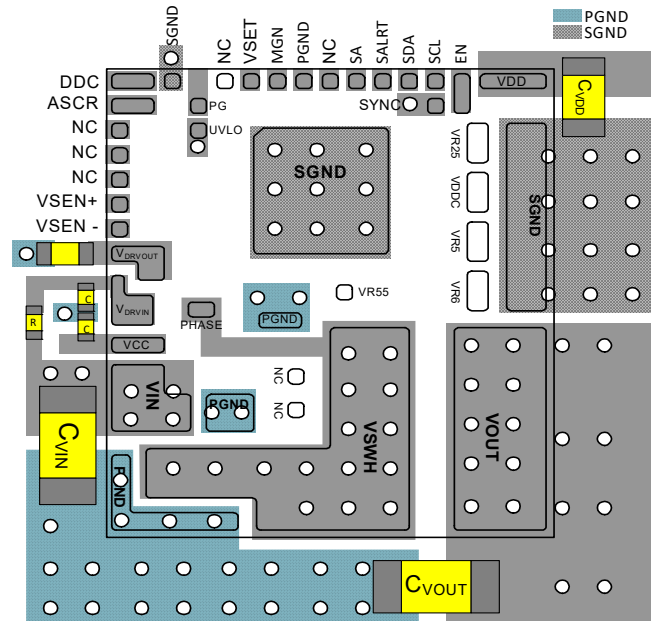 PGND
SGND
SGND
NC
VSET
MGN
PGND
NC
SA
SALRT
SDA
SCL
EN
DDC
ASCR
NC
NC
NC
VSEN+
VSEN -
PG
UVLO
SYNC
VDD
CVDD
VR25
VDDC
VR5
VR6
SGND
SGND
VDRVOUT
VDRVIN
C
C
R
VCC
PHASE
PGND
VR55
VIN
PGND
NC
NC
VSWH
VOUT
CVIN
PGND
CVOUT